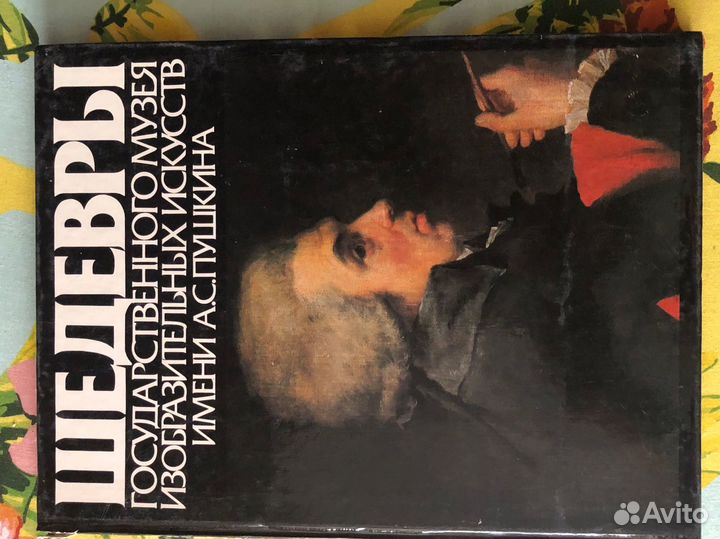 ШЕДЕВРЫ
ГОСУДАРСТВЕННОГО МУЗЕЯ
ИЗОБРАЗИТЕЛЬНЫХ ИСКУССТВ
ИМЕНИ А.С.ПУШКИНА
Avito